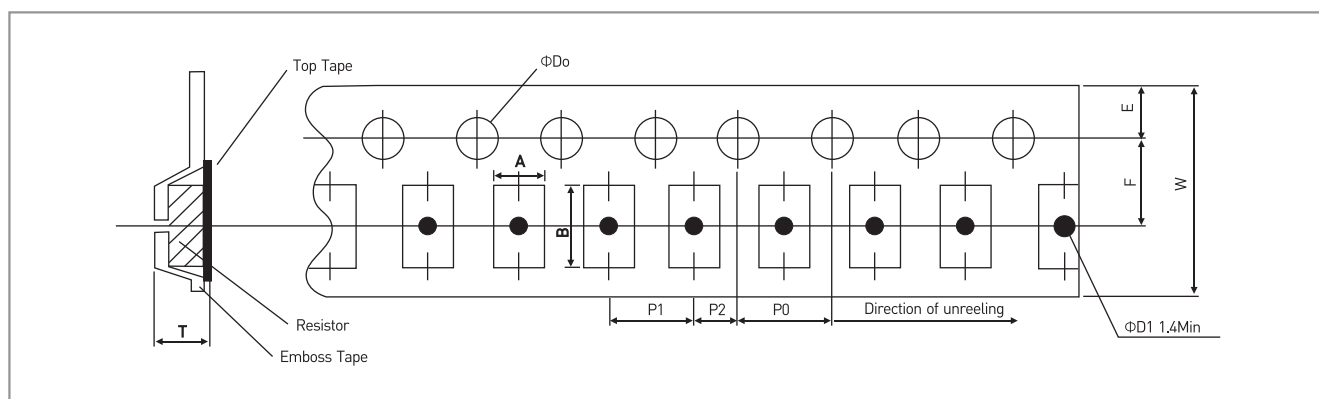 Top Tape
ΦDo
A
B
E
F
W
P1
P2
P0
Direction of unreeling
ΦD1 1.4Min
Resistor
T
Emboss Tape